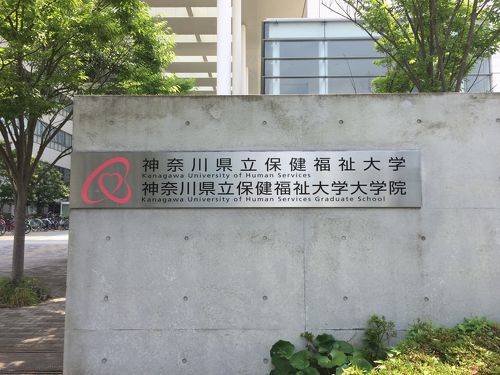 神奈川県立保健福祉大学
Kanagawa University of Human Services
神奈川県立保健福祉大学大学院
Kanagawa University of Human Services Graduate School